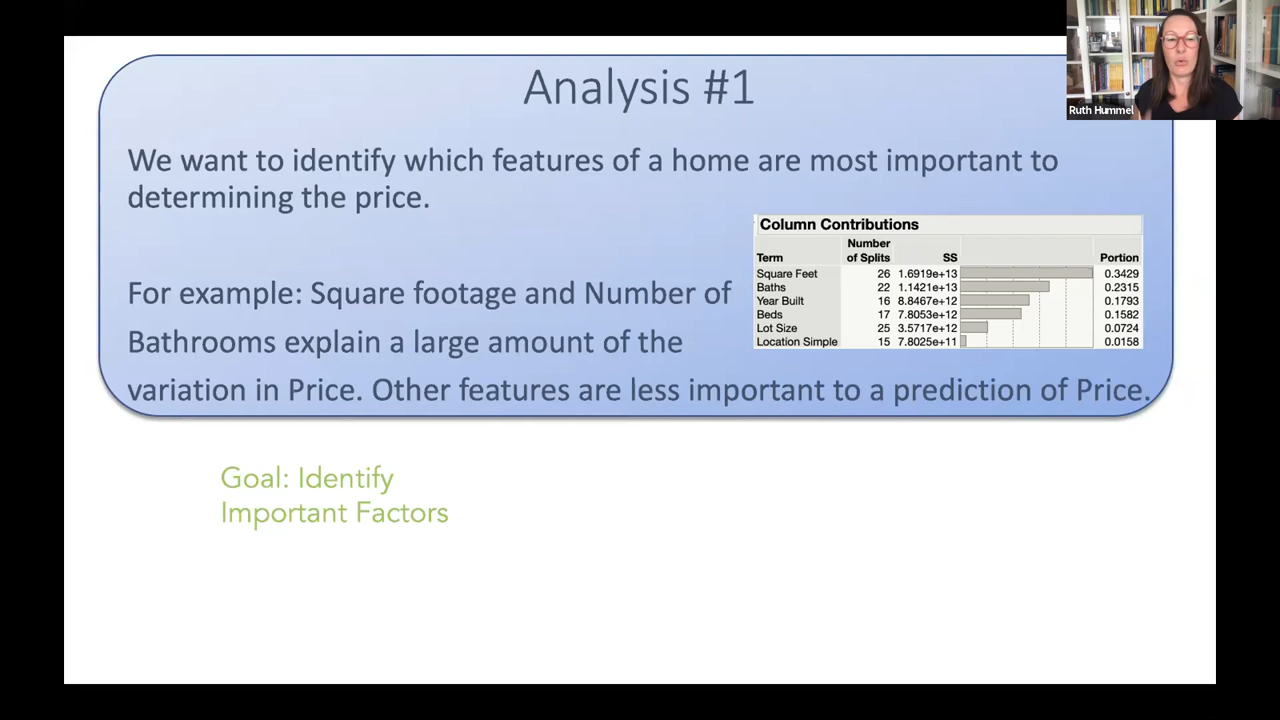 Analysis #1
Ruth Hummel
We want to identify which features of a home are most important to
determining the price.
For example: Square footage and Number of
Bathrooms explain a large amount of the
variation in Price. Other features are less important to a prediction of Price.
Column Contributions
Number
Term of Splits SS Portion
Square Feet 26 1.6919e+13 0.3429
Baths 22 1.1421e+13 0.2315
Year Built 16 8.8467e+12 0.1793
Beds 17 7.8053e+12 0.1582
Lot Size 25 3.5717e+12 0.0724
Location Simple 15 7.8025e+11 0.0158
Goal: Identify
Important Factors